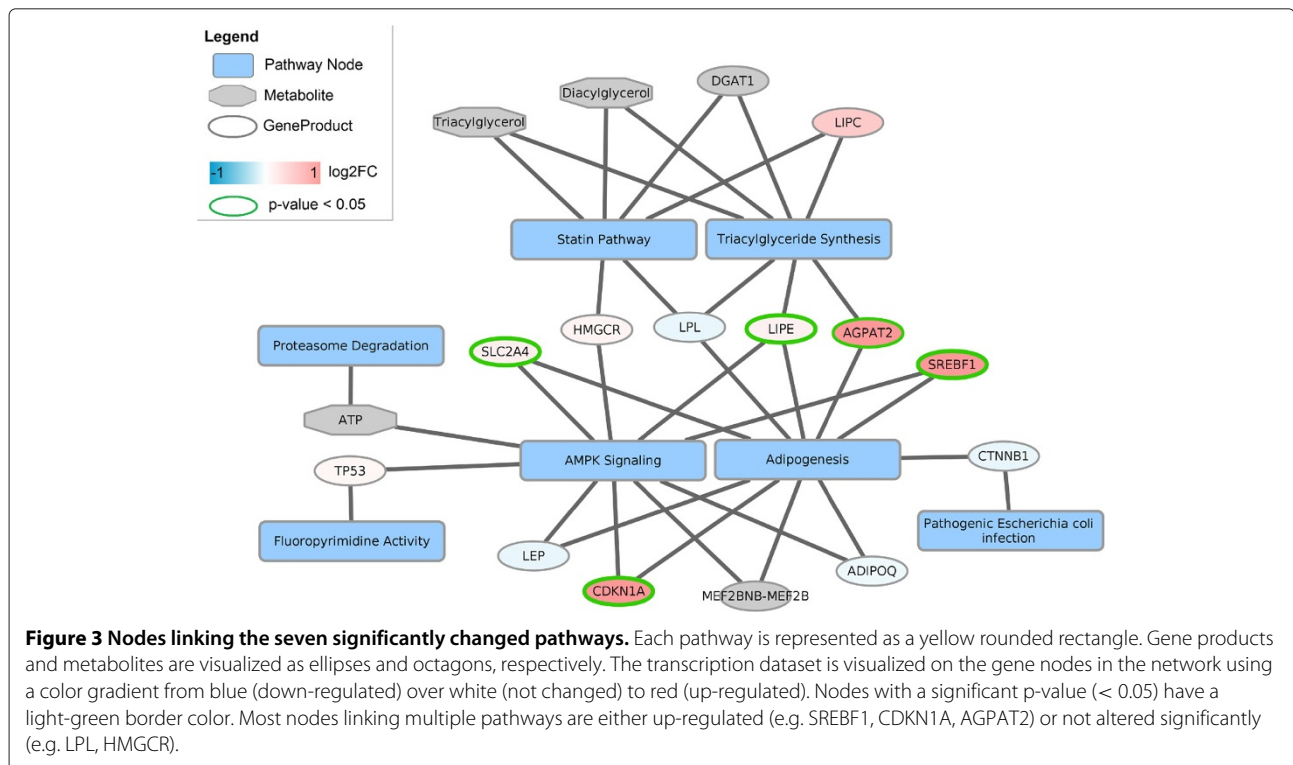 Legend
Pathway Node
Metabolite
GeneProduct
-1 1 log2FC
p-value < 0.05
DGAT1
Diacylglycerol
Triacylglycerol
LIPC
Statin Pathway
Triacylglyceride Synthesis
HMGCR
LPL
LIPE
AGPAT2
Proteasome Degradation
SLC2A4
SREBF1
ATP
AMPK Signaling
Adipogenesis
CTNNB1
TP53
Fluoropyrimidine Activity
Pathogenic Escherichia coli
infection
LEP
ADIPOQ
CDKN1A
MEF2BNB-MEF2B
Figure 3 Nodes linking the seven significantly changed pathways. Each pathway is represented as a yellow rounded rectangle. Gene products
and metabolites are visualized as ellipses and octagons, respectively. The transcription dataset is visualized on the gene nodes in the network using
a color gradient from blue (down-regulated) over white (not changed) to red (up-regulated). Nodes with a significant p-value (< 0.05) have a
light-green border color. Most nodes linking multiple pathways are either up-regulated (e.g. SREBF1, CDKN1A, AGPAT2) or not altered significantly
(e.g. LPL, HMGCR).